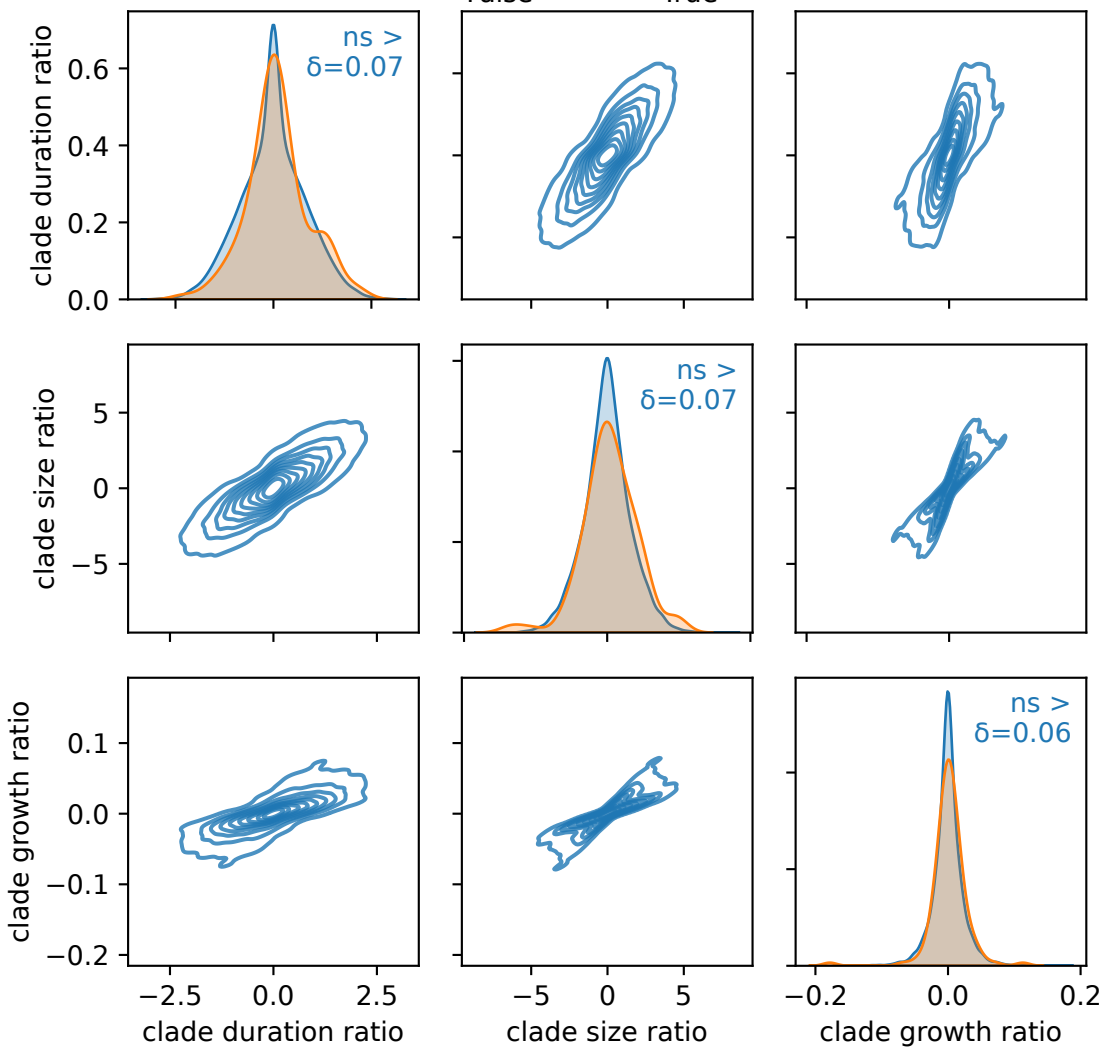 False True
clade duration ratio
0.6
0.4
0.2
0.0
ns >
δ=0.07
clade size ratio
5
0
−5
ns >
δ=0.07
clade growth ratio
0.1
0.0
−0.1
−0.2
ns >
δ=0.06
−2.5 0.0 2.5
−5 0 5
−0.2 0.0 0.2
clade duration ratio
clade size ratio
clade growth ratio